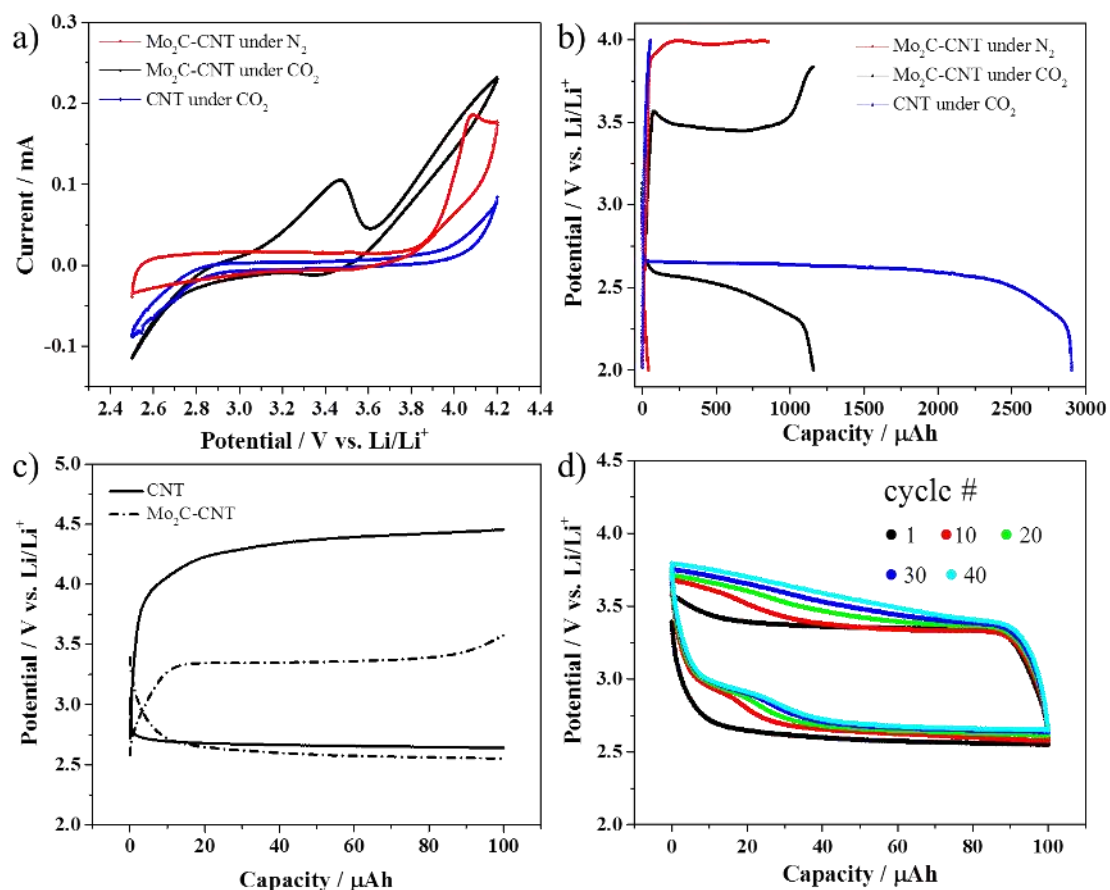 a)
Mo₂C-CNT under N₂
Mo₂C-CNT under CO₂
CNT under CO₂
0.3
0.2
0.1
0.0
-0.1
Current / mA
2.4 2.6 2.8 3.0 3.2 3.4 3.6 3.8 4.0 4.2 4.4
Potential / V vs. Li/Li⁺
b)
Mo₂C-CNT under N₂
Mo₂C-CNT under CO₂
CNT under CO₂
4.0
3.5
3.0
2.5
2.0
Potential / V vs. Li/Li⁺
0 500 1000 1500 2000 2500 3000
Capacity / μAh
c)
CNT
Mo₂C-CNT
5.0
4.5
4.0
3.5
3.0
2.5
2.0
Potential / V vs. Li/Li⁺
0 20 40 60 80 100
Capacity / μAh
d)
cycle #
1 10 20
30 40
4.5
4.0
3.5
3.0
2.5
2.0
Potential / V vs. Li/Li⁺
0 20 40 60 80 100
Capacity / μAh